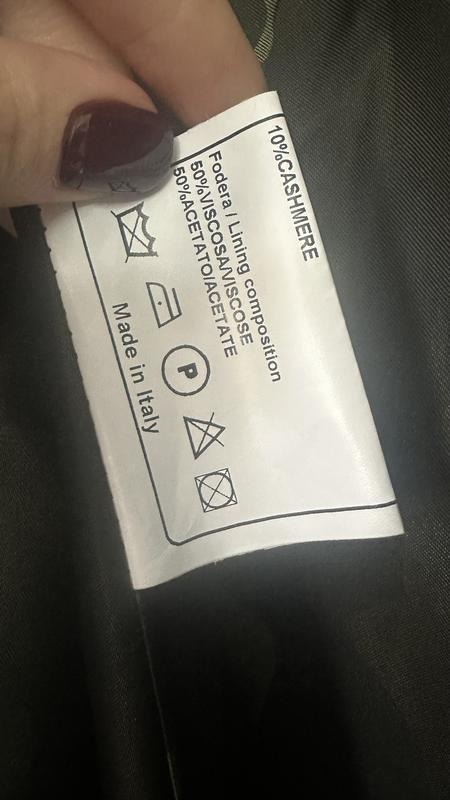 10%CASHMERE
Fodera / Lining composition
50%VISCOSA/VISCOSE
50%ACETATO/ACETATE
P
Made in Italy